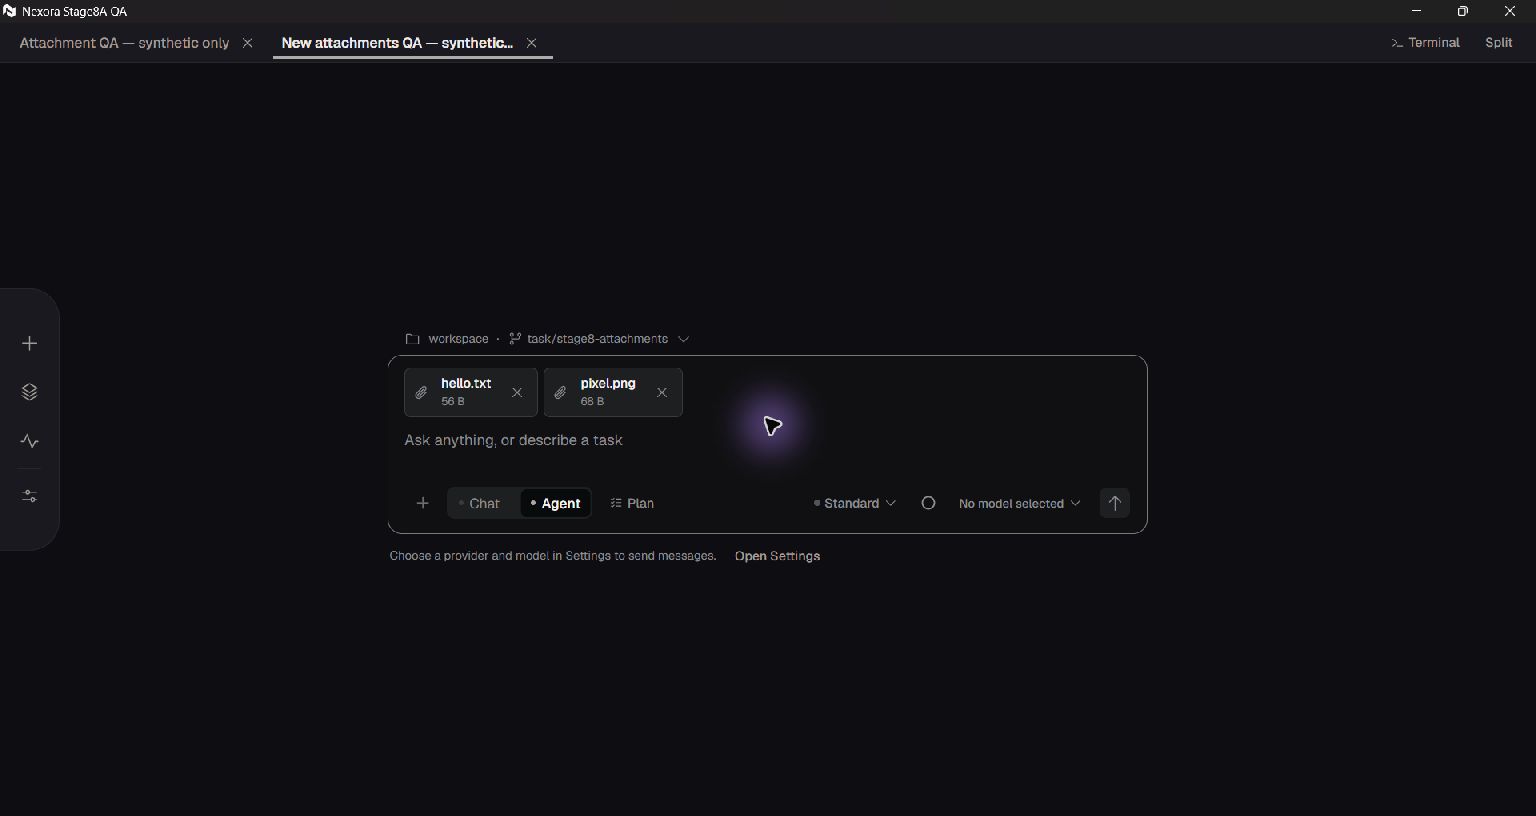 Nexora Stage8A QA
Attachment QA — synthetic only
New attachments QA — synthetic...
Terminal
Split
workspace · task/stage8-attachments
hello.txt
56 B
pixel.png
68 B
Ask anything, or describe a task
Chat
Agent
Plan
Standard
No model selected
Choose a provider and model in Settings to send messages.
Open Settings